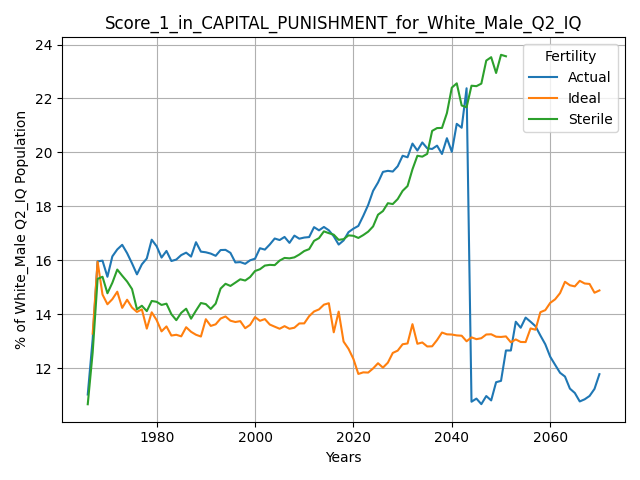 Score_1_in_CAPITAL_PUNISHMENT_for_White_Male_Q2_IQ
% of White_Male Q2_IQ Population
24
22
20
18
16
14
12
Fertility
Actual
Ideal
Sterile
1980 2000 2020 2040 2060
Years